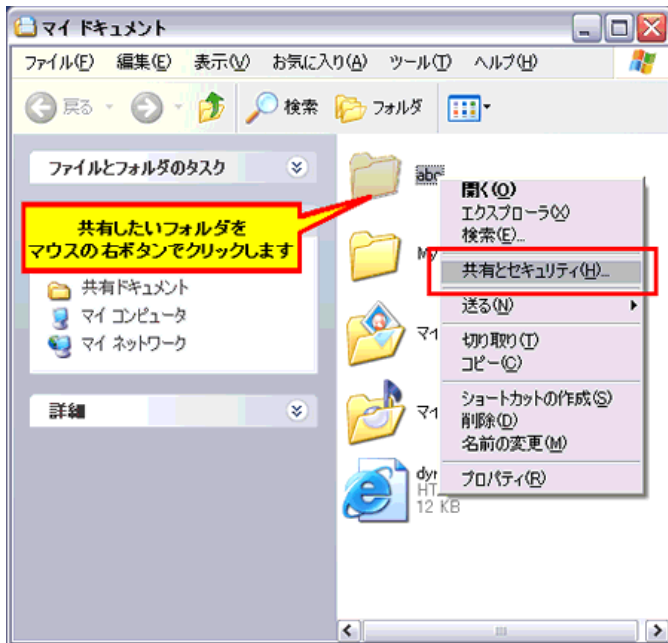 マイ ドキュメント
ファイル(F) 編集(E) 表示(V) お気に入り(A) ツール(T) ヘルプ(H)
戻る 検索 フォルダ
ファイルとフォルダのタスク
共有したいフォルダを
マウスの右ボタンでクリックします
共有ドキュメント
マイ コンピュータ
マイ ネットワーク
詳細
abc
My
マイ
マイ
HT
12 KB
開く(O)
エクスプローラ(X)
検索(E)...
共有とセキュリティ(H)...
送る(N)
切り取り(T)
コピー(C)
ショートカットの作成(S)
削除(D)
名前の変更(M)
プロパティ(R)